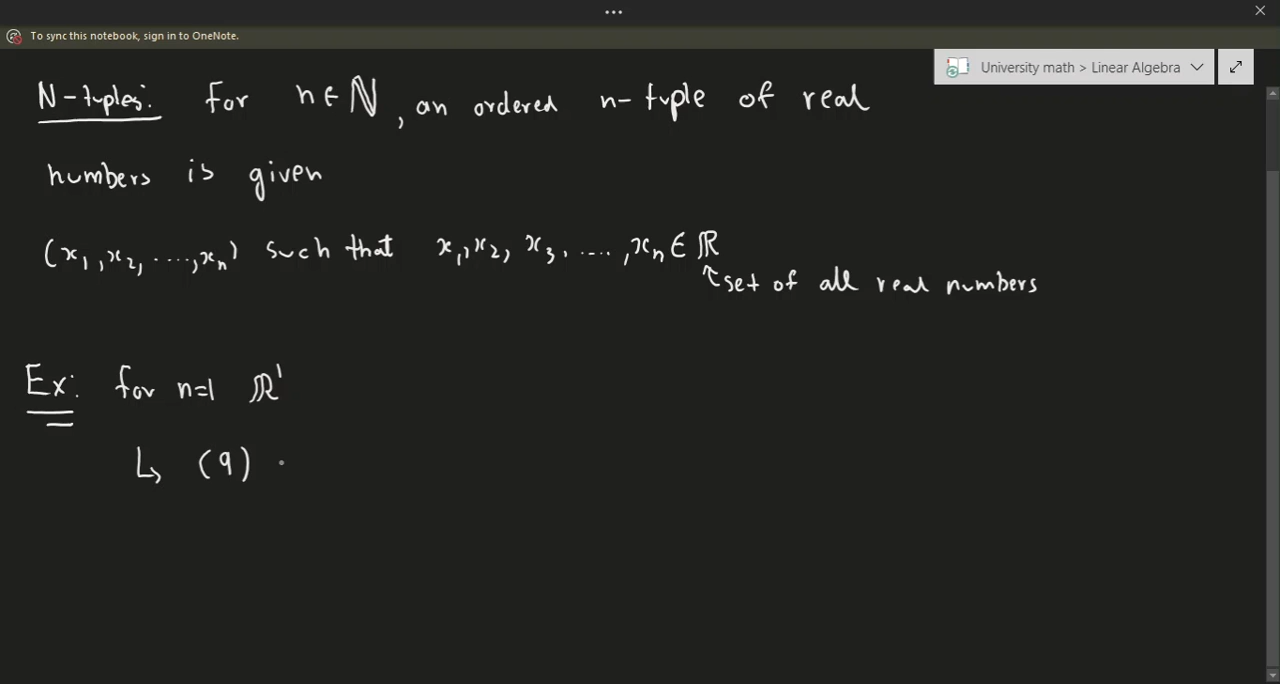 ...
To sync this notebook, sign in to OneNote.
University math > Linear Algebra
N-tuples: For n∈ℕ, an ordered n-tuple of real
numbers is given
(x₁,x₂,....,xₙ) such that x₁,x₂,x₃,....,xₙ∈ℝ
↑set of all real numbers
Ex: for n=1 ℝ¹
↳ (9)